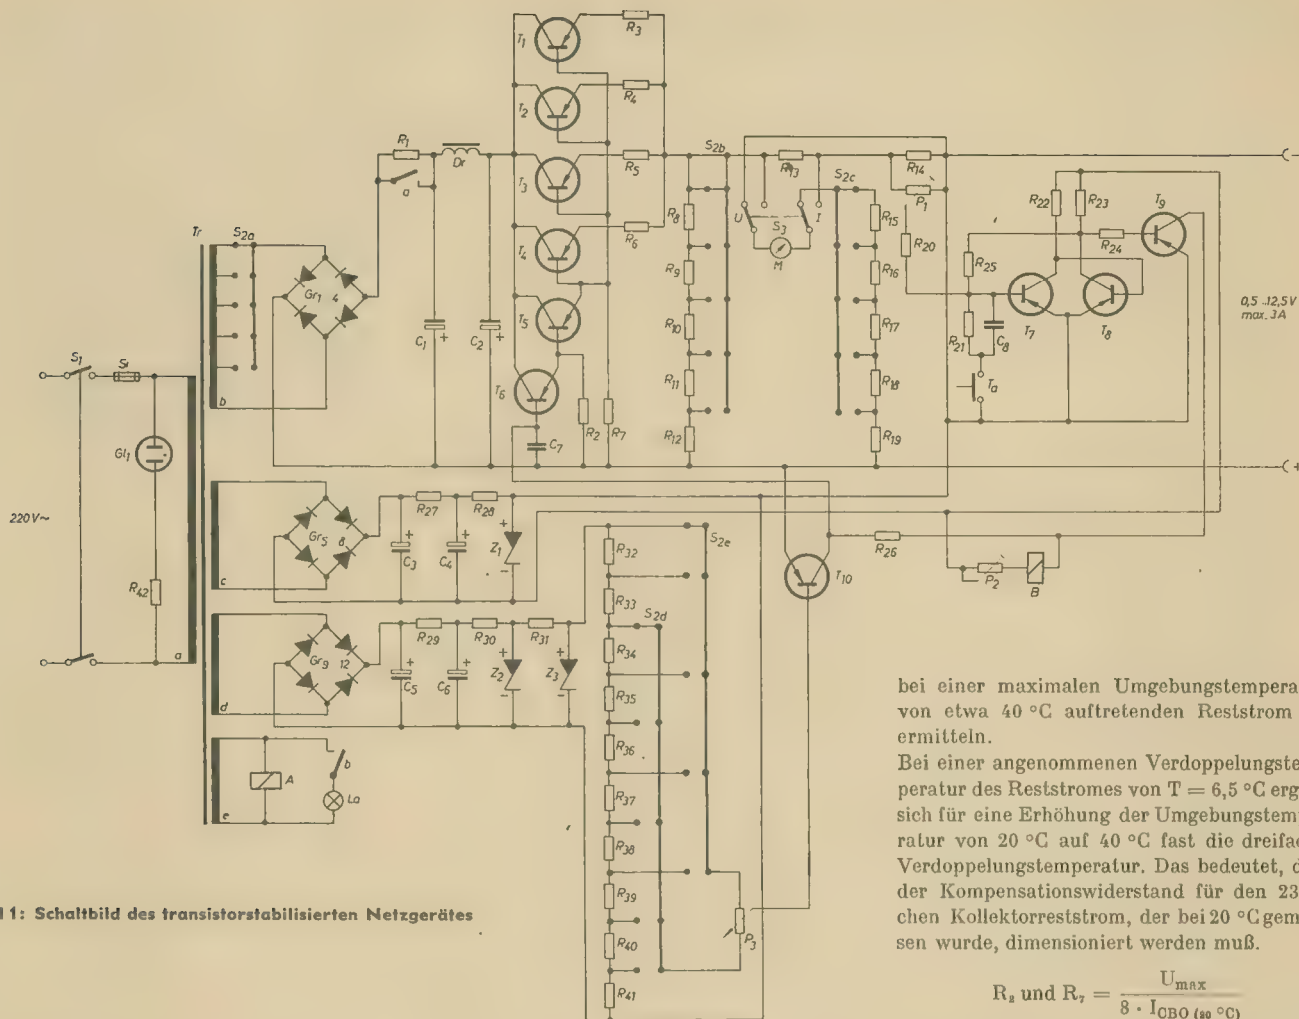 T1
R3
T2
R4
T3
R5
T4
R6
T5
T6
C7
R2
R7
R1
a
Dr
C1 +
C2 +
Tr
S2a
Gr1 4
b
S1
Si
Gl1
220V~
R42
a
S2b
R8
R9
R10
R11
R12
R13
U
S3
I
M
S2c
R14
P1
R15
R16
R17
R18
R19
R20
R25
R21
C8
Ta
R22
R23
R24
T7
T8
T9
−
0,5...12,5V
max. 3A
+
Gr5 8
c
R27
R28
C3 +
C4 +
Z1 + −
Gr9 12
d
R29
R30
R31
C5 +
C6 +
Z2 + −
Z3 + −
A
b
La
e
S2e
S2d
R32
R33
R34
R35
R36
R37
R38
R39
R40
R41
P3
T10
R26
P2
B
1: Schaltbild des transistorstabilisierten Netzgerätes
bei einer maximalen Umgebungstempera
von etwa 40 °C auftretenden Reststrom
ermitteln.
Bei einer angenommenen Verdoppelungste
peratur des Reststromes von T = 6,5 °C erg
sich für eine Erhöhung der Umgebungstem
ratur von 20 °C auf 40 °C fast die dreifac
Verdoppelungstemperatur. Das bedeutet, d
der Kompensationswiderstand für den 23
chen Kollektorreststrom, der bei 20 °C gem
sen wurde, dimensioniert werden muß.
R2 und R7 = Umax
8 · ICBO (20 °C)